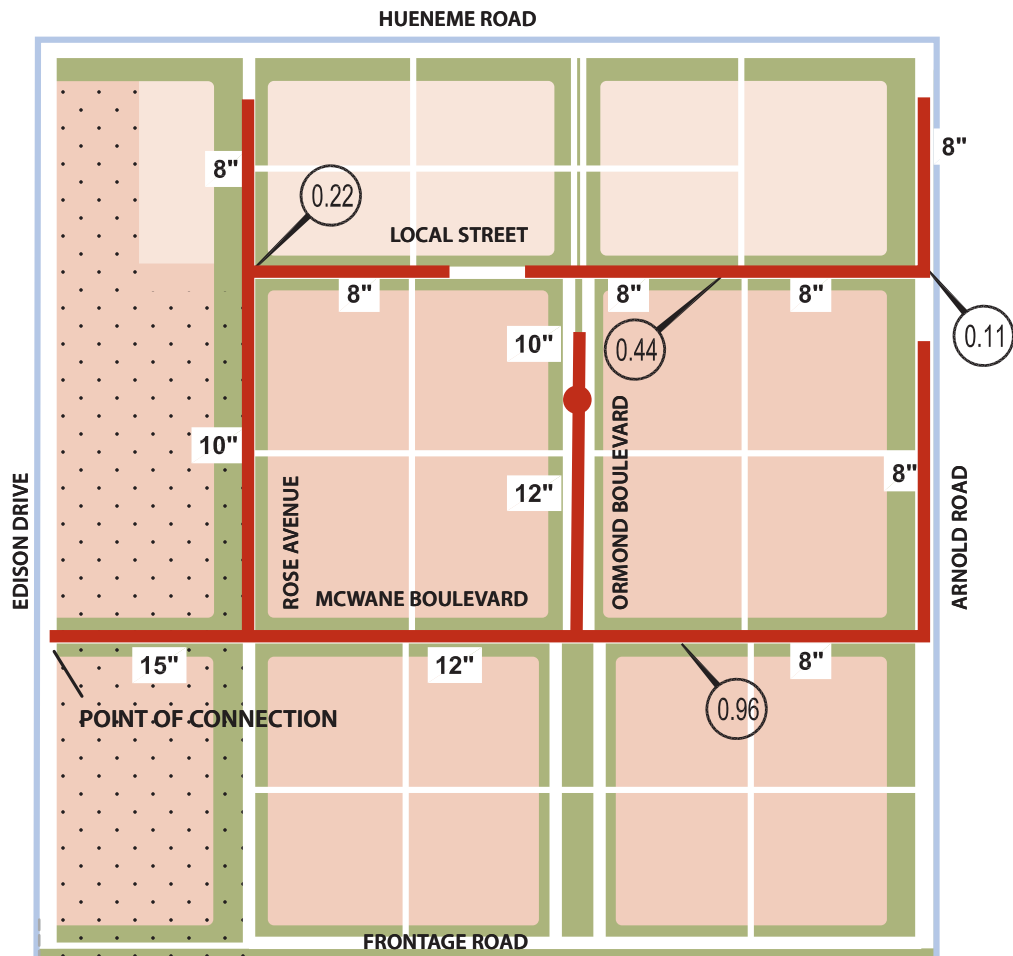 HUENEME ROAD
8"
8"
0.22
LOCAL STREET
8"
8"
8"
0.11
10"
0.44
10"
8"
12"
EDISON DRIVE
ROSE AVENUE
ORMOND BOULEVARD
ARNOLD ROAD
MCWANE BOULEVARD
15"
12"
8"
0.96
POINT OF CONNECTION
FRONTAGE ROAD